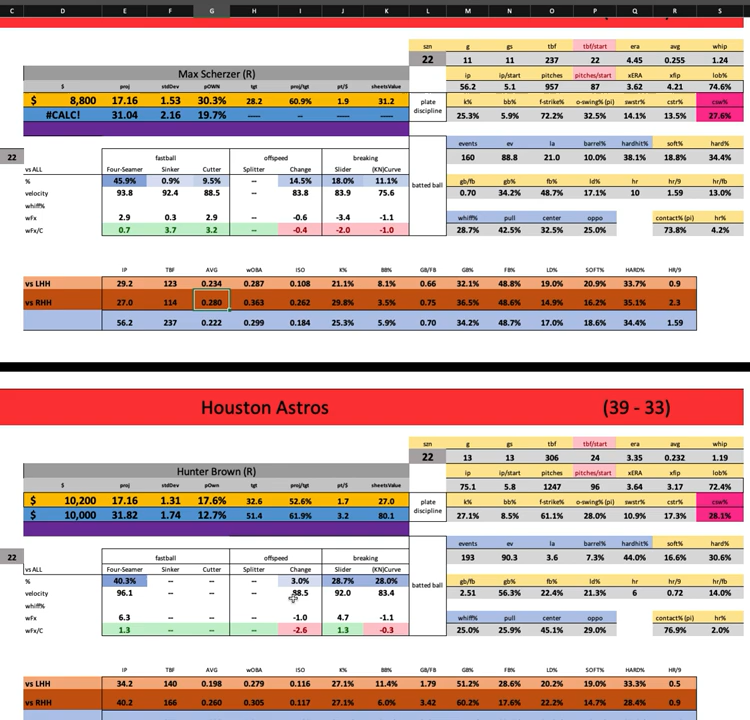 C D E F G H I J K L M N O P Q R S
szn g gs tbf tbf/start era avg whip
22 11 11 237 22 4.45 0.255 1.24
Max Scherzer (R) ip ip/start pitches pitches/start xERA xfip lob%
56.2 5.1 957 87 3.62 4.21 74.6%
$ proj stdDev pOWN tgt proj/tgt pt/$ sheetsValue
$ 8,800 17.16 1.53 30.3% 28.2 60.9% 1.9 31.2 plate discipline k% bb% f-strike% o-swing% (pi) swstr% cstr% csw%
#CALC! 31.04 2.16 19.7% ---- ---- ---- ---- 25.3% 5.9% 72.2% 32.5% 14.1% 13.5% 27.6%
events ev la barrel% hardhit% soft% hard%
22 fastball offspeed breaking 160 88.8 21.0 10.0% 38.1% 18.8% 34.4%
vs ALL Four-Seamer Sinker Cutter Splitter Change Slider (KN)Curve
% 45.9% 0.9% 9.5% -- 14.5% 18.0% 11.1% batted ball gb/fb gb% fb% ld% hr hr/9 hr/fb
velocity 93.8 92.4 88.5 -- 83.8 83.9 75.6 0.70 34.2% 48.7% 17.1% 10 1.59 13.0%
whiff%
wFx 2.9 0.3 2.9 -- -0.6 -3.4 -1.1 whiff% pull center oppo contact% (pi) hr%
wFx/C 0.7 3.7 3.2 -- -0.4 -2.0 -1.0 28.7% 42.5% 32.5% 25.0% 73.8% 4.2%
IP TBF AVG wOBA ISO K% BB% GB/FB GB% FB% LD% SOFT% HARD% HR/9
vs LHH 29.2 123 0.234 0.287 0.108 21.1% 8.1% 0.66 32.1% 48.8% 19.0% 20.9% 33.7% 0.9
vs RHH 27.0 114 0.280 0.363 0.262 29.8% 3.5% 0.75 36.5% 48.6% 14.9% 16.2% 35.1% 2.3
56.2 237 0.222 0.299 0.184 25.3% 5.9% 0.70 34.2% 48.7% 17.0% 18.6% 34.4% 1.59
Houston Astros (39 - 33)
szn g gs tbf tbf/start era avg whip
22 13 13 306 24 3.35 0.232 1.19
Hunter Brown (R) ip ip/start pitches pitches/start xERA xfip lob%
75.1 5.8 1247 96 3.64 3.17 72.4%
$ proj stdDev pOwn tgt proj/tgt pt/$ sheetsValue
$ 10,200 17.16 1.31 17.6% 32.6 52.6% 1.7 27.0 plate discipline k% bb% f-strike% o-swing% (pi) swstr% cstr% csw%
$ 10,000 31.82 1.74 12.7% 51.4 61.9% 3.2 80.1 27.1% 8.5% 61.1% 28.0% 10.9% 17.3% 28.1%
events ev la barrel% hardhit% soft% hard%
22 fastball offspeed breaking 193 90.3 3.6 7.3% 44.0% 16.6% 30.6%
vs ALL Four-Seamer Sinker Cutter Splitter Change Slider (KN)Curve
% 40.3% -- -- -- 3.0% 28.7% 28.0% batted ball gb/fb gb% fb% ld% hr hr/9 hr/fb
velocity 96.1 -- -- -- 88.5 92.0 83.4 2.51 56.3% 22.4% 21.3% 6 0.72 14.0%
whiff%
wFx 6.3 -- -- -- -1.0 4.7 -1.1 whiff% pull center oppo contact% (pi) hr%
wFx/C 1.3 -- -- -- -2.6 1.3 -0.3 25.0% 25.9% 45.1% 29.0% 76.9% 2.0%
IP TBF AVG wOBA ISO K% BB% GB/FB GB% FB% LD% SOFT% HARD% HR/9
vs LHH 34.2 140 0.198 0.279 0.116 27.1% 11.4% 1.79 51.2% 28.6% 20.2% 19.0% 33.3% 0.5
vs RHH 40.2 166 0.260 0.305 0.117 27.1% 6.0% 3.42 60.2% 17.6% 22.2% 14.7% 28.4% 0.9